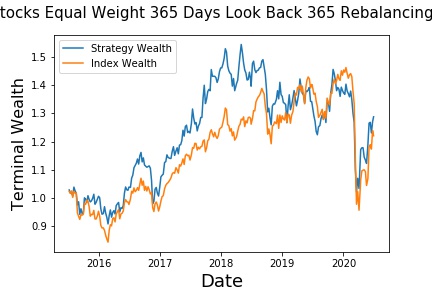 tocks Equal Weight 365 Days Look Back 365 Rebalancing
Strategy Wealth
Index Wealth
Terminal Wealth
1.5
1.4
1.3
1.2
1.1
1.0
0.9
2016 2017 2018 2019 2020
Date